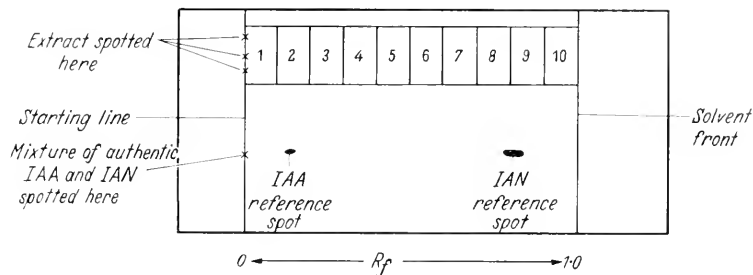 Extract spotted
here
1 2 3 4 5 6 7 8 9 10
Starting line
Solvent
front
Mixture of authentic
IAA and IAN
spotted here
IAA
reference
spot
IAN
reference
spot
0 Rf 1·0